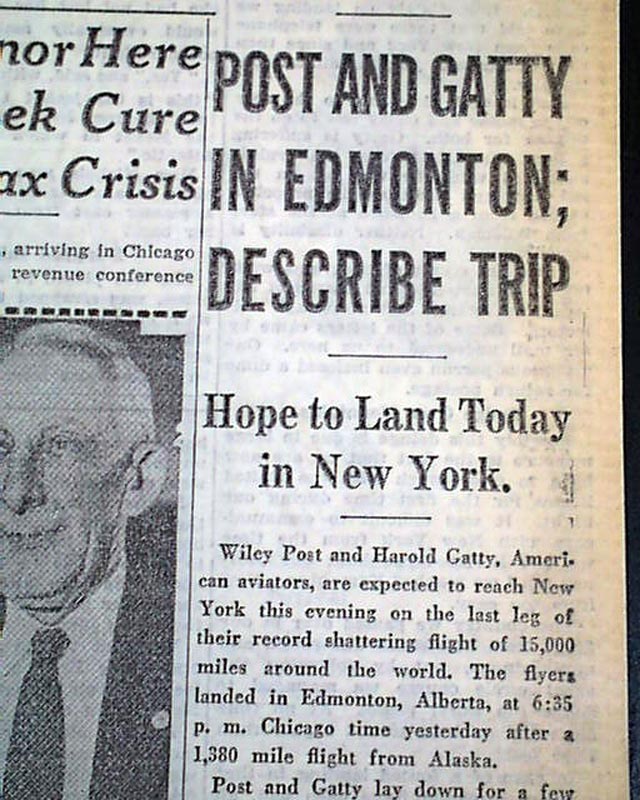 nor Here
ek Cure
ax Crisis
, arriving in Chicago
revenue conference
POST AND GATTY
IN EDMONTON;
DESCRIBE TRIP
Hope to Land Today
in New York.
Wiley Post and Harold Gatty, Ameri-
can aviators, are expected to reach New
York this evening on the last leg of
their record shattering flight of 15,000
miles around the world. The flyers
landed in Edmonton, Alberta, at 6:35
p. m. Chicago time yesterday after a
1,380 mile flight from Alaska.
Post and Gatty lay down for a few